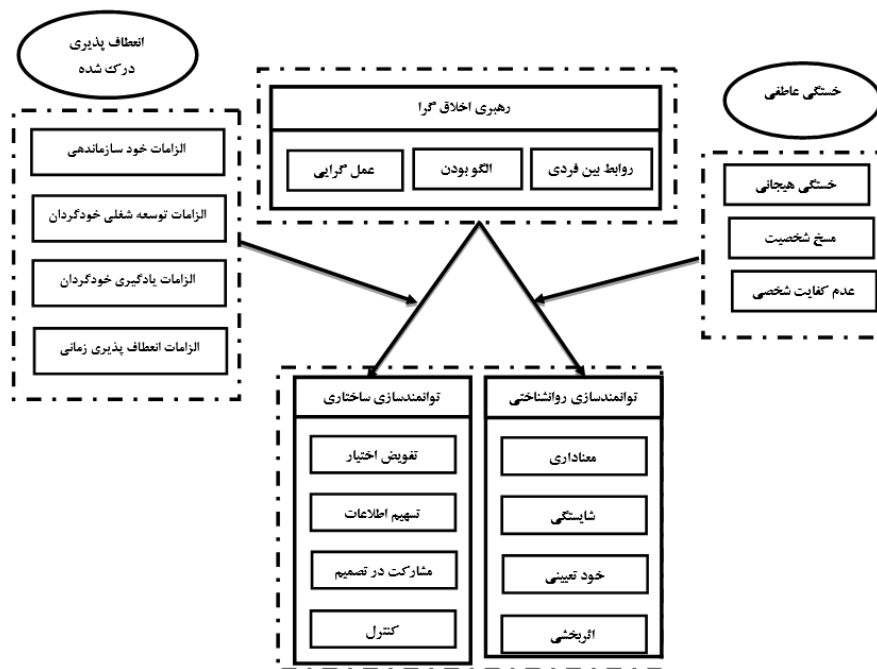 انعطاف پذیری
درک شده
الزامات خود سازماندهی
الزامات توسعه شغلی خودگردان
الزامات یادگیری خودگردان
الزامات انعطاف پذیری زمانی
رهبری اخلاق گرا
روابط بین فردی
الگو بودن
عمل گرایی
خستگی عاطفی
خستگی هیجانی
مسخ شخصیت
عدم کفایت شخصی
توانمندسازی روانشناختی
معناداری
شایستگی
خود تعیینی
اثربخشی
توانمندسازی ساختاری
تفویض اختیار
تسهیم اطلاعات
مشارکت در تصمیم
کنترل